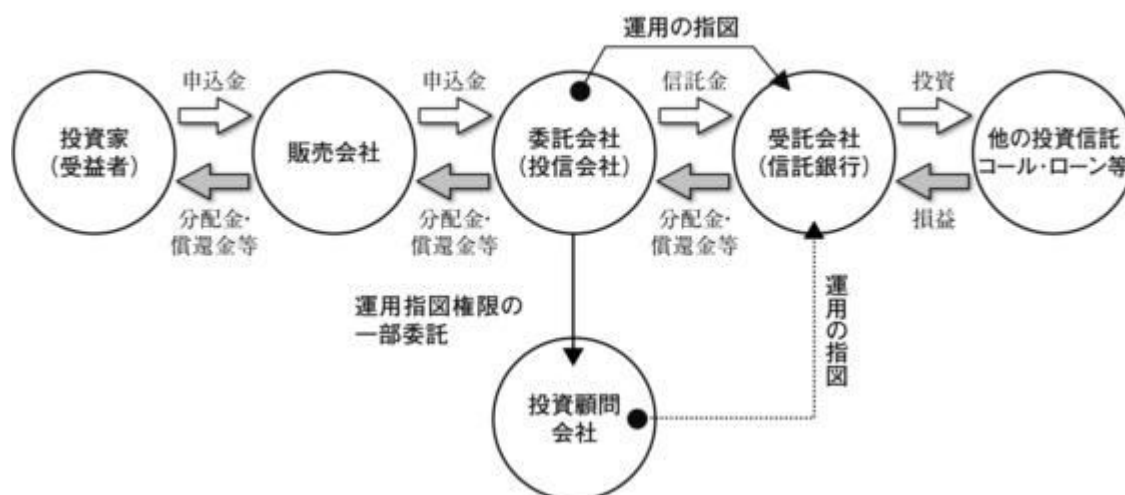 運用の指図
申込金
申込金
信託金
投資
投資家
(受益者)
販売会社
委託会社
(投信会社)
受託会社
(信託銀行)
他の投資信託
コール・ローン等
分配金・
償還金等
分配金・
償還金等
分配金・
償還金等
損益
運用指図権限の
一部委託
運用の指図
投資顧問
会社